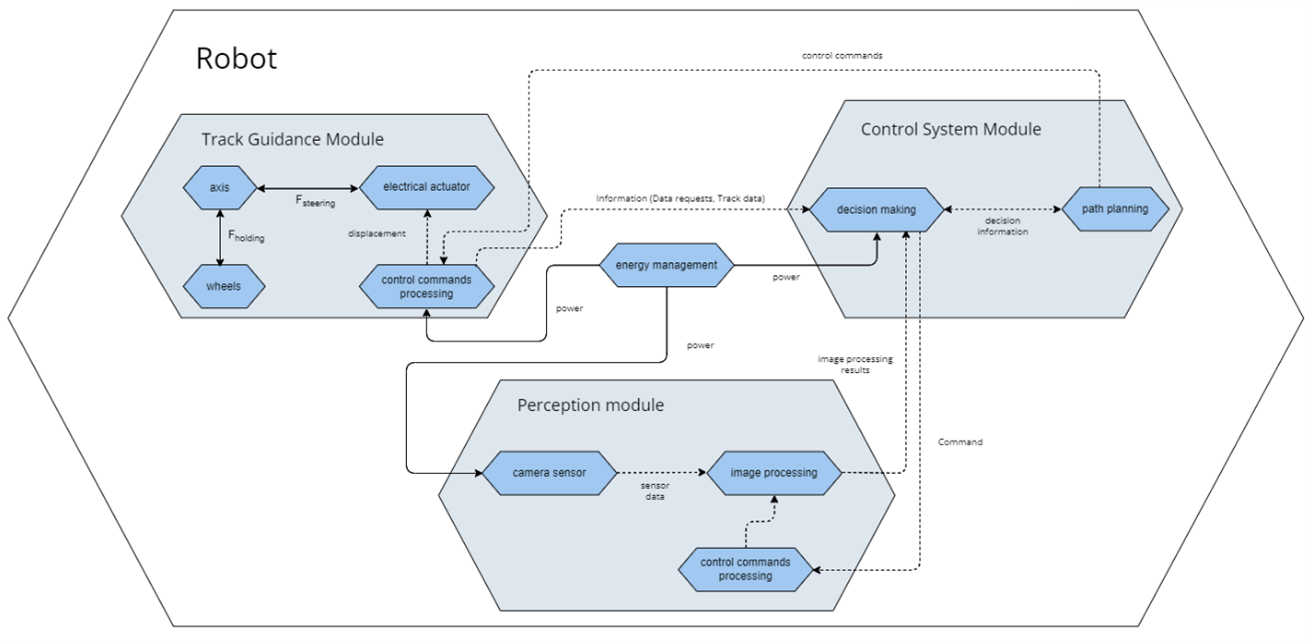 Robot
control commands
Track Guidance Module
Control System Module
axis
electrical actuator
F steering
Information (Data requests, Track data)
decision making
path planning
decision
information
displacement
F holding
energy management
power
wheels
control commands
processing
power
power
image processing
results
Perception module
Command
camera sensor
image processing
sensor
data
control commands
processing